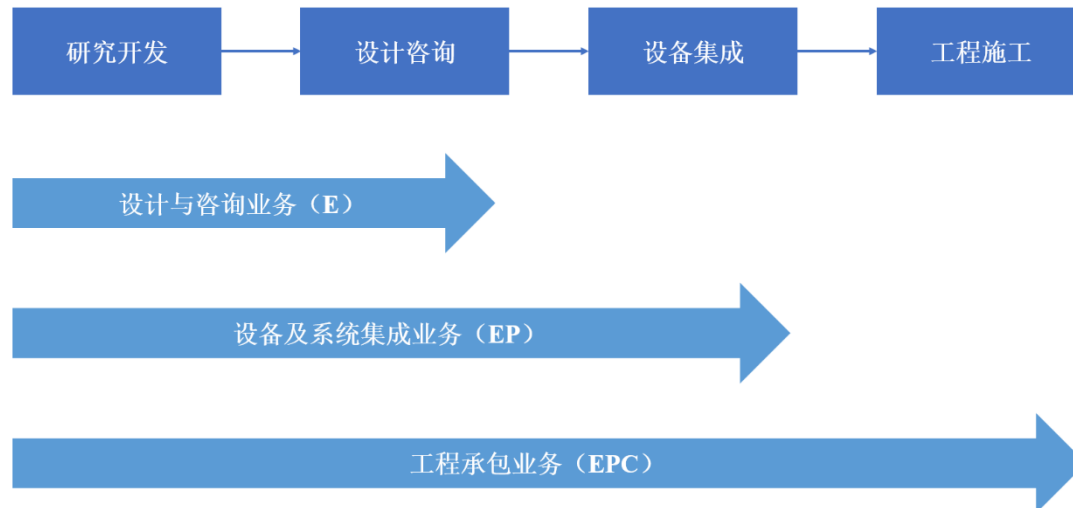 研究开发
设计咨询
设备集成
工程施工
设计与咨询业务（E）
设备及系统集成业务（EP）
工程承包业务（EPC）